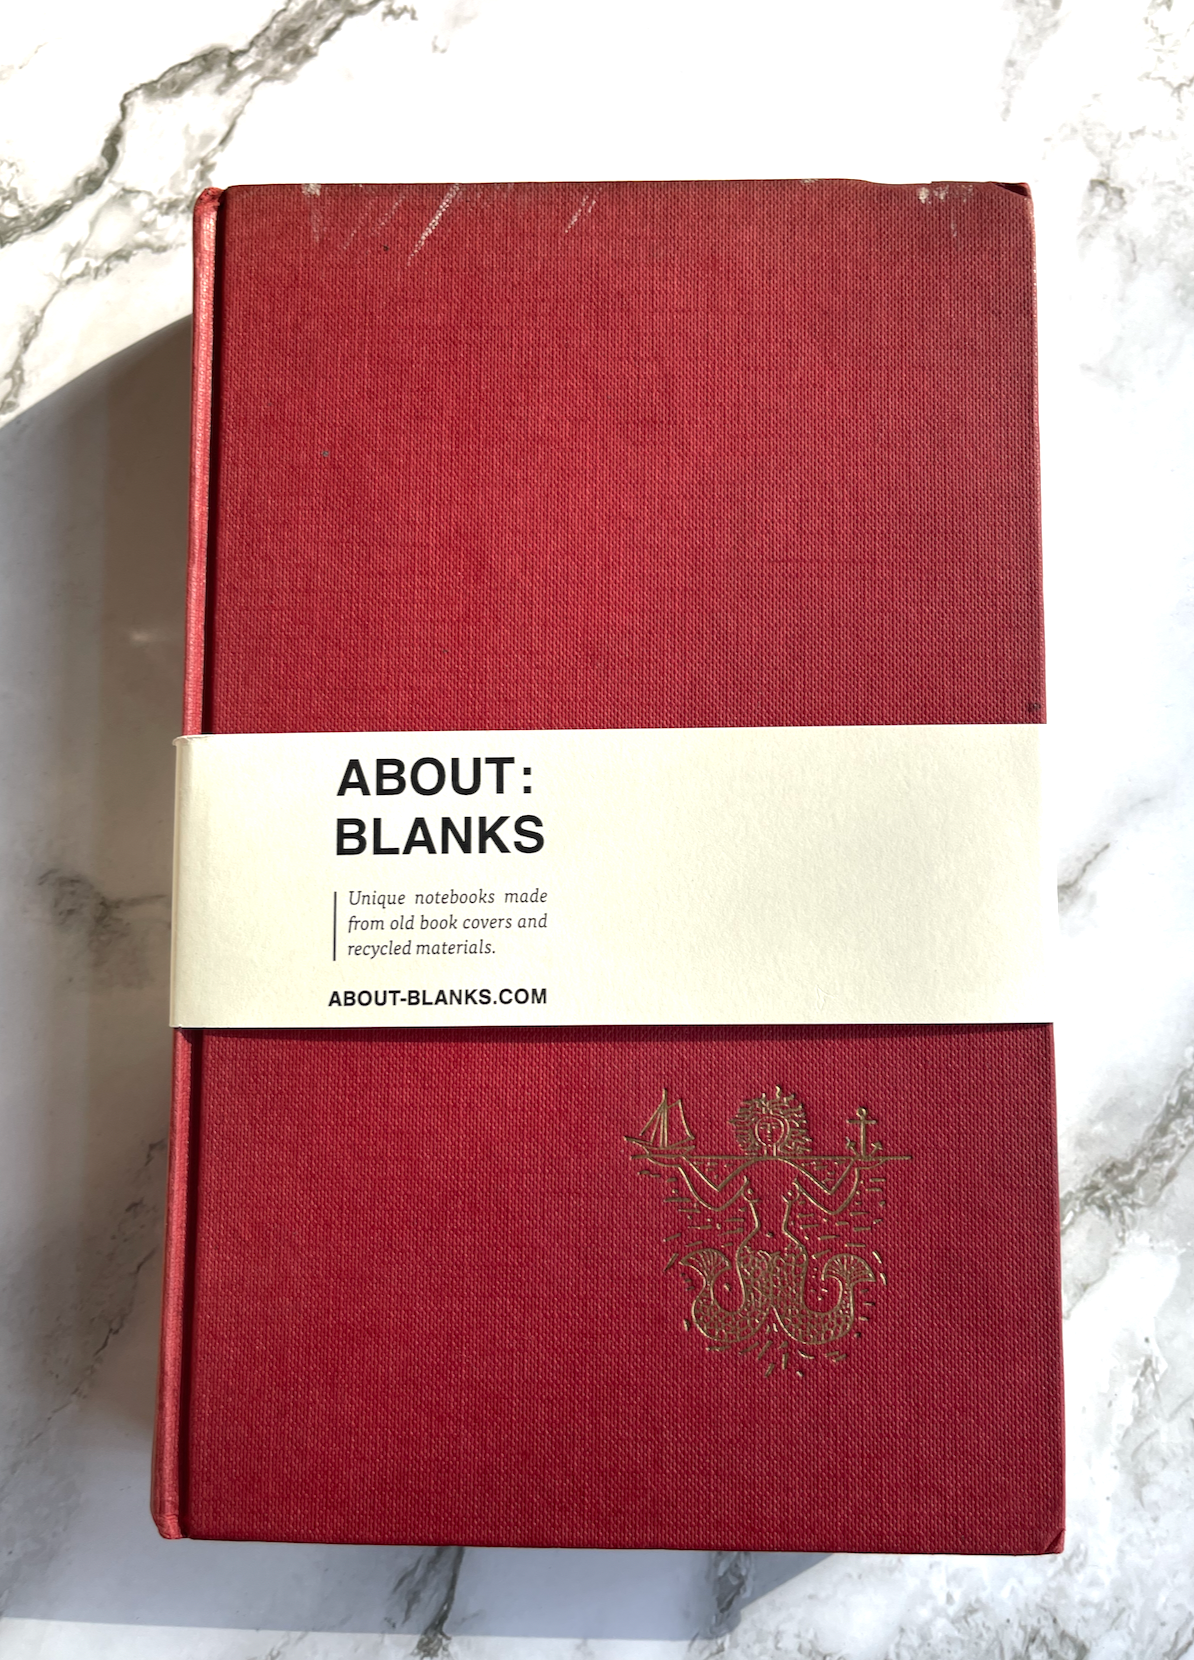 ABOUT:
BLANKS
Unique notebooks made
from old book covers and
recycled materials.
ABOUT-BLANKS.COM